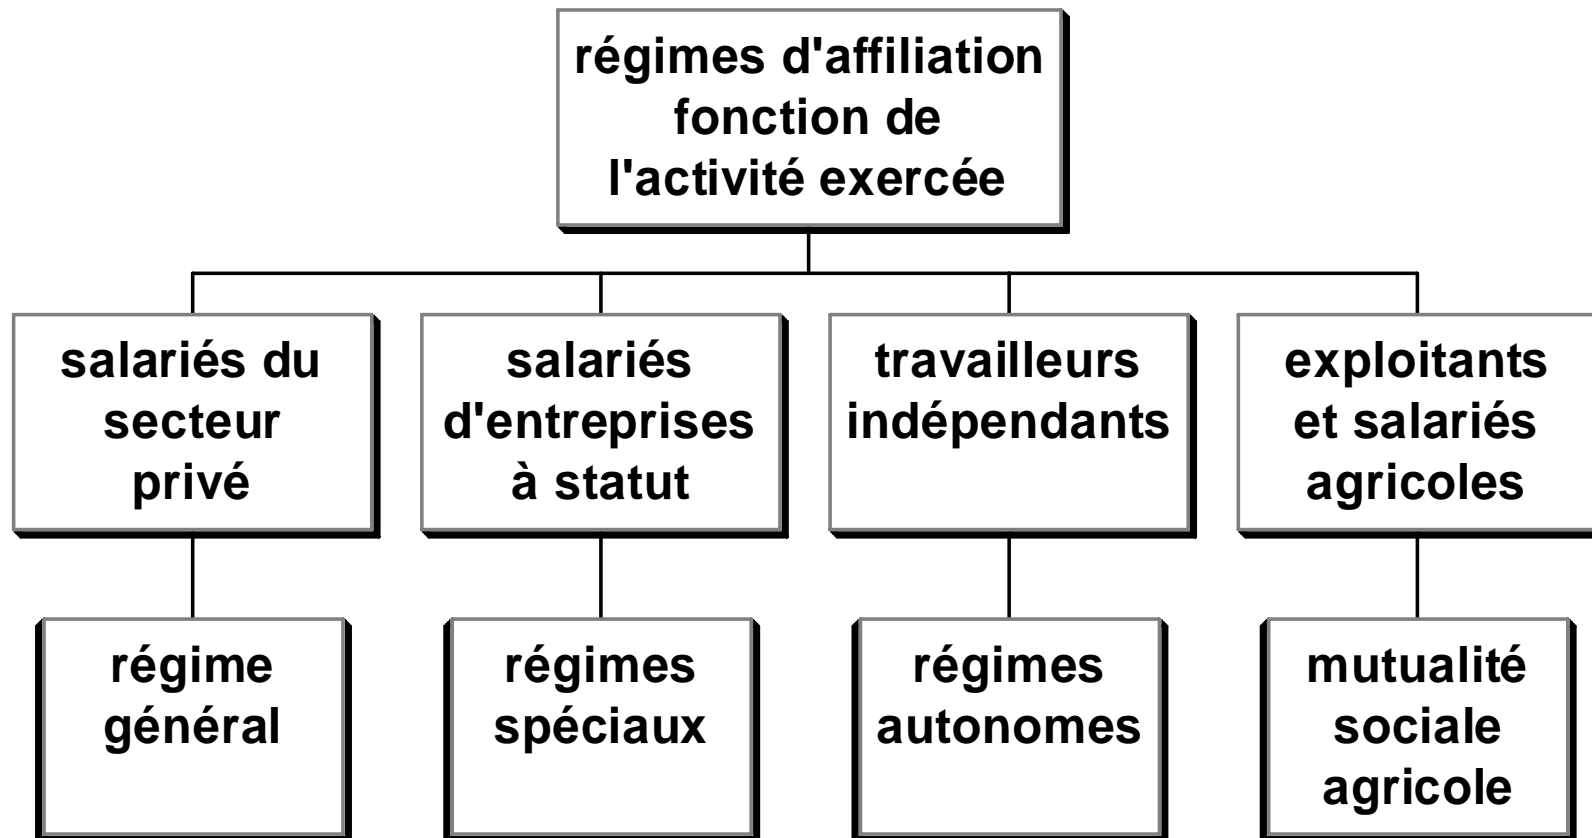 régimes d'affiliation
fonction de
l'activité exercée
salariés du
secteur
privé
salariés
d'entreprises
à statut
travailleurs
indépendants
exploitants
et salariés
agricoles
régime
général
régimes
spéciaux
régimes
autonomes
mutualité
sociale
agricole